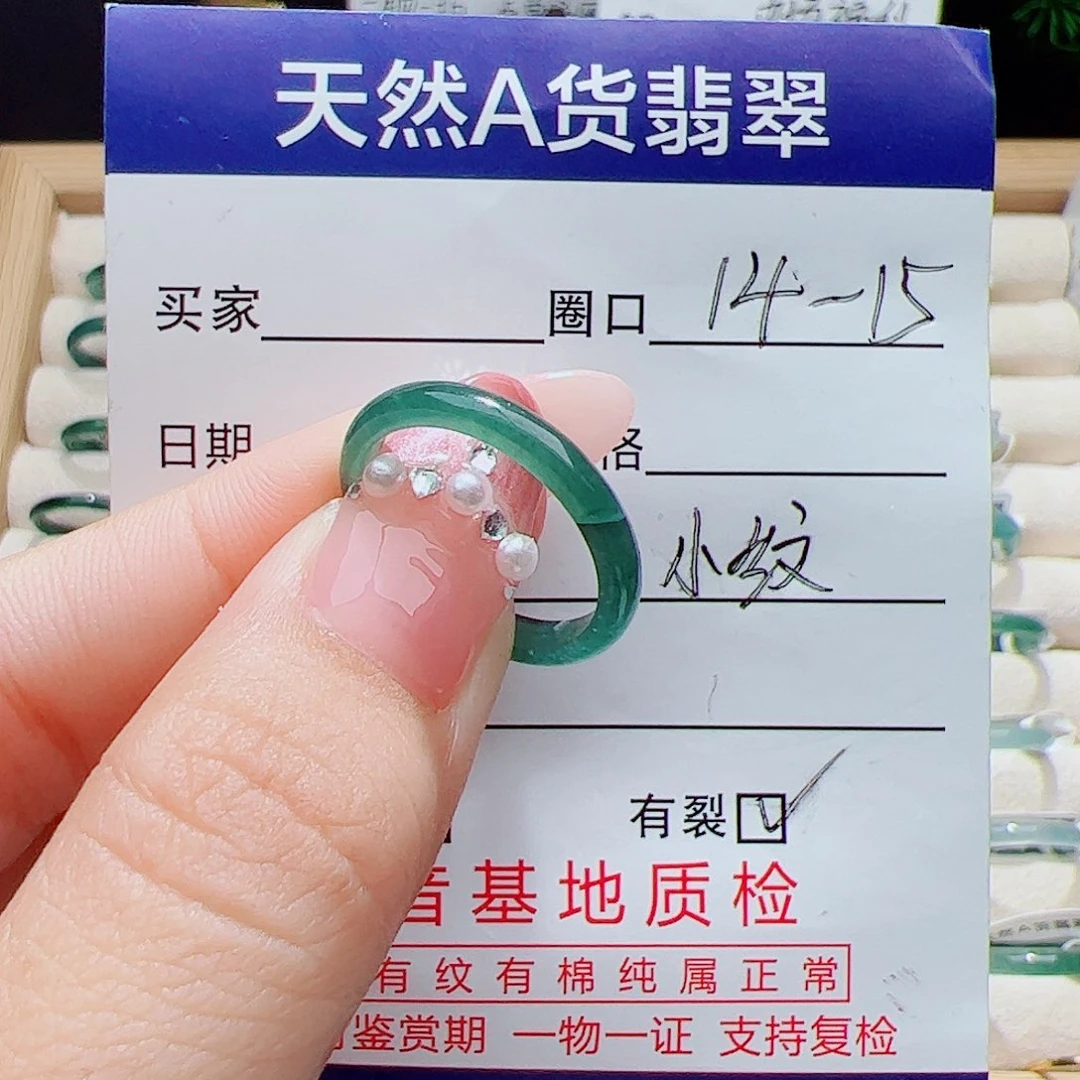 天然A货翡翠
买家 圈口 14-15
日期 格
小纹
有裂 ✓
音基地质检
有纹有棉纯属正常
鉴赏期 一物一证 支持复检